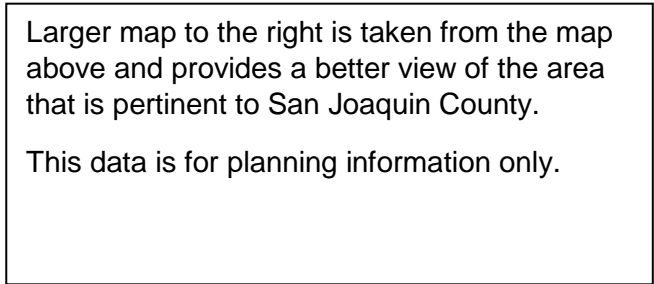 Larger map to the right is taken from the map
above and provides a better view of the area
that is pertinent to San Joaquin County.
This data is for planning information only.